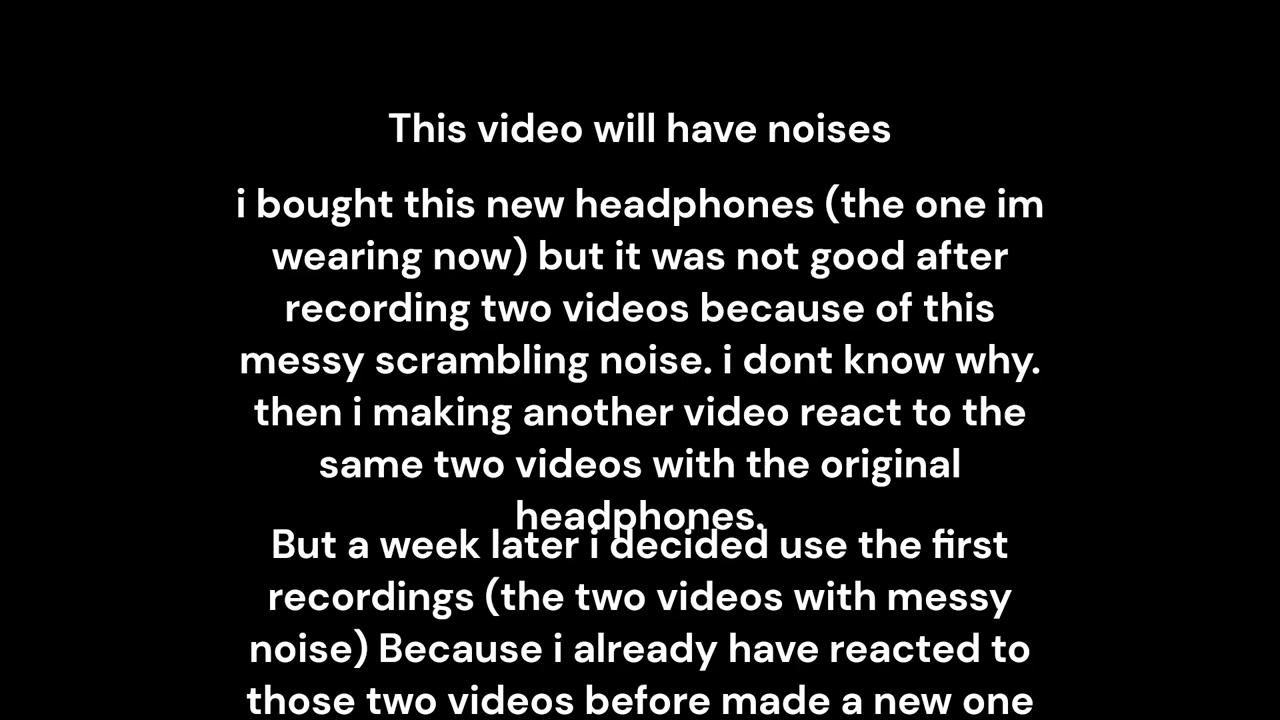 This video will have noises
i bought this new headphones (the one im
wearing now) but it was not good after
recording two videos because of this
messy scrambling noise. i dont know why.
then i making another video react to the
same two videos with the original
headphones.
But a week later i decided use the first
recordings (the two videos with messy
noise) Because i already have reacted to
those two videos before made a new one